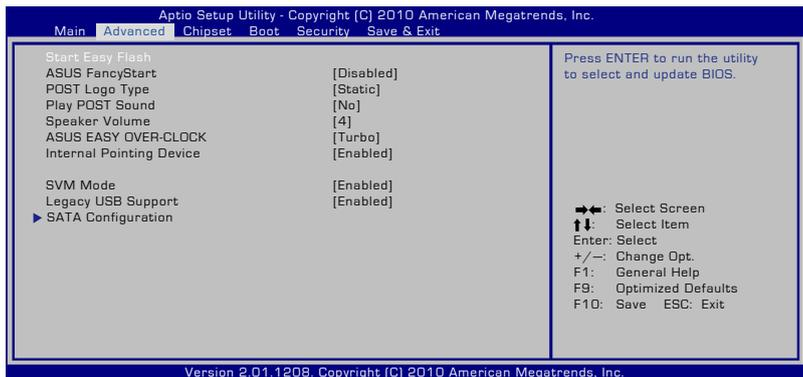 Aptio Setup Utility - Copyright (C) 2010 American Megatrends, Inc.
Main Advanced Chipset Boot Security Save & Exit
Start Easy Flash
ASUS FancyStart [Disabled]
POST Logo Type [Static]
Play POST Sound [No]
Speaker Volume [4]
ASUS EASY OVER-CLOCK [Turbo]
Internal Pointing Device [Enabled]
SVM Mode [Enabled]
Legacy USB Support [Enabled]
▶ SATA Configuration
Press ENTER to run the utility
to select and update BIOS.
→←: Select Screen
↑↓: Select Item
Enter: Select
+/—: Change Opt.
F1: General Help
F9: Optimized Defaults
F10: Save ESC: Exit
Version 2.01.1208. Copyright (C) 2010 American Megatrends, Inc.